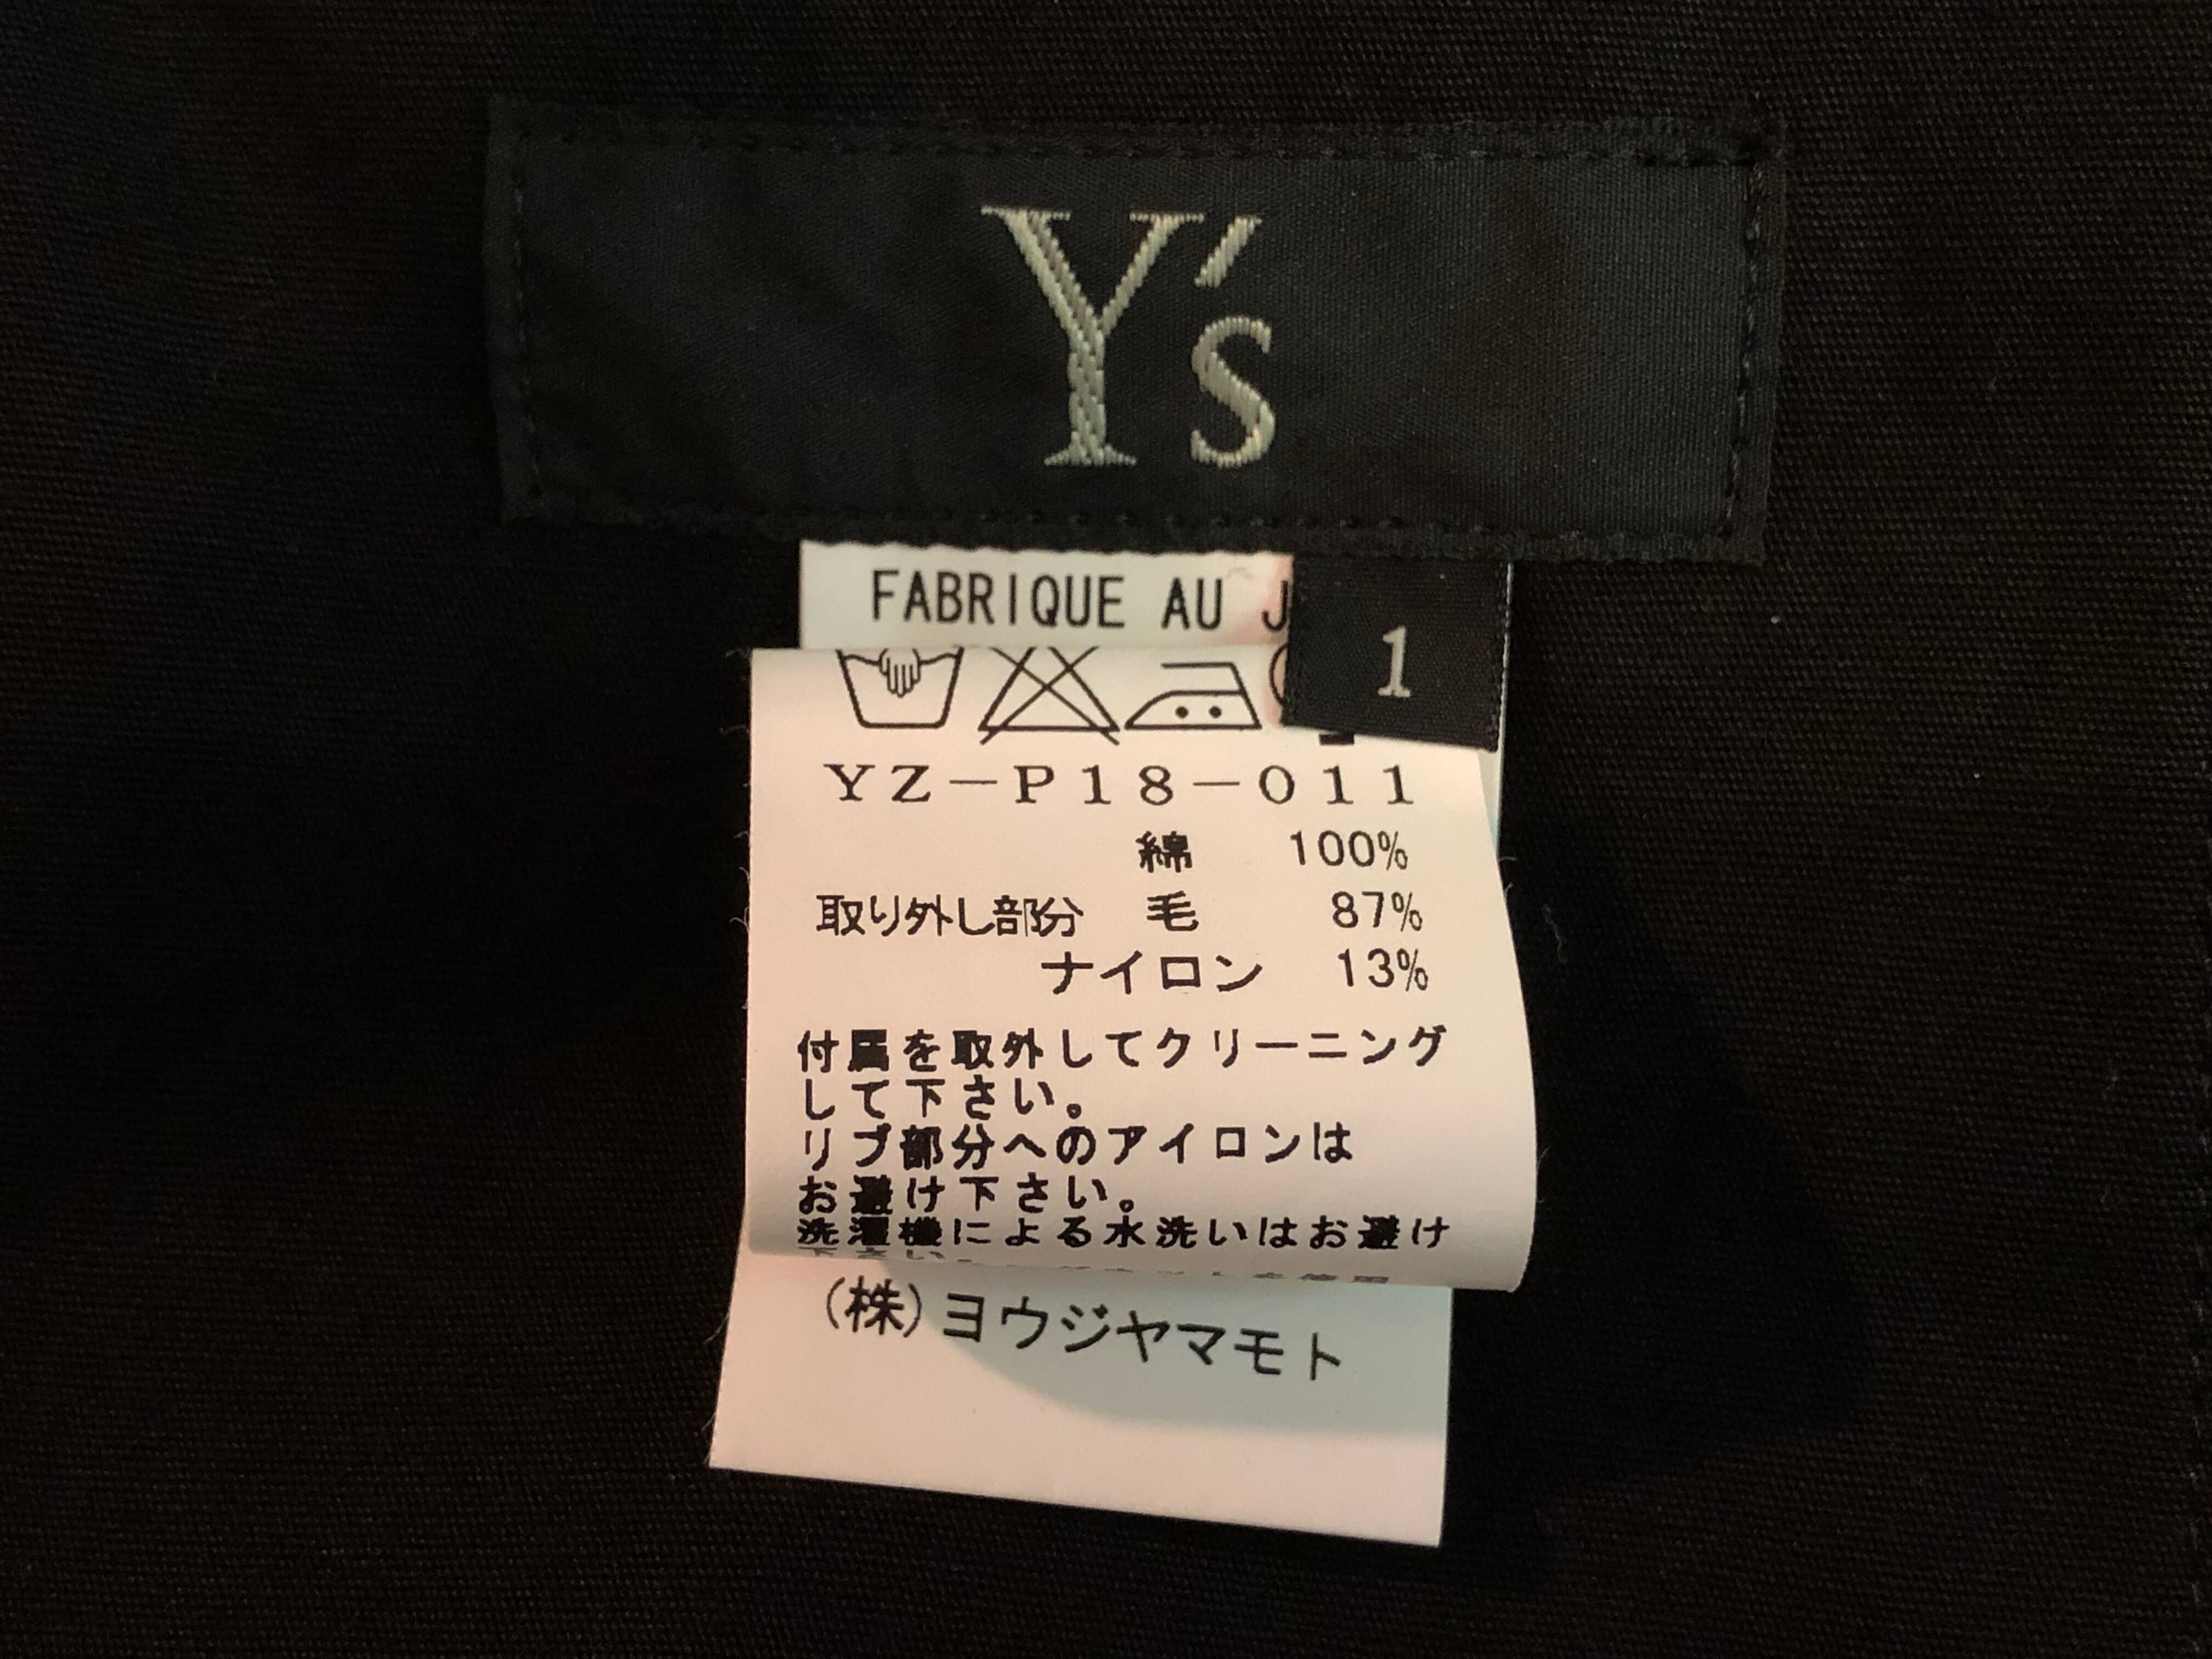 Y's
FABRIQUE AU J
1
YZ-P18-011
綿 100%
取り外し部分 毛 87%
ナイロン 13%
付属を取外してクリーニング
して下さい。
リブ部分へのアイロンは
お避け下さい。
洗濯機による水洗いはお避け
下さい。
(株)ヨウジヤマモト